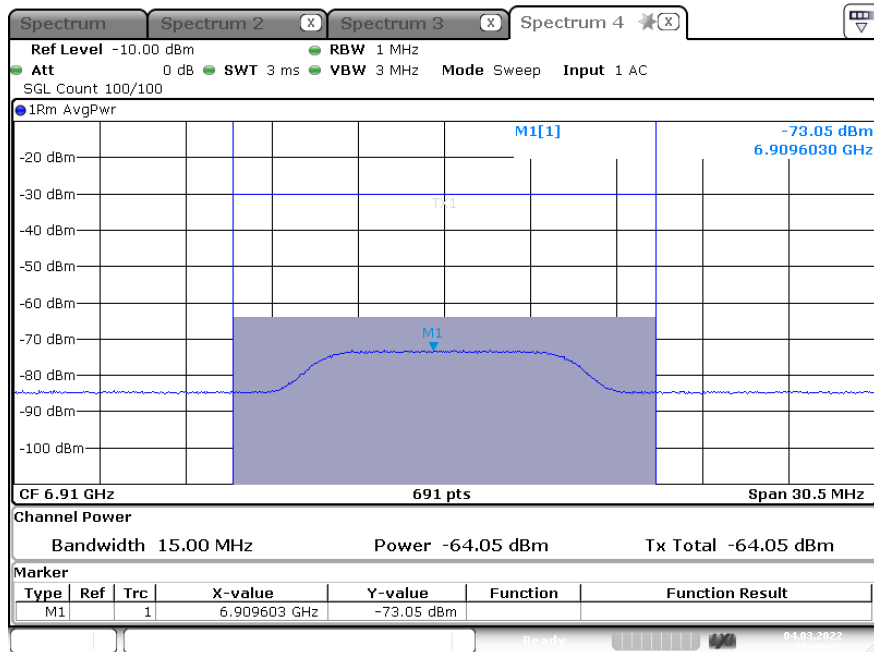 Spectrum Spectrum 2 X Spectrum 3 X Spectrum 4 X
Ref Level -10.00 dBm RBW 1 MHz
Att 0 dB SWT 3 ms VBW 3 MHz Mode Sweep Input 1 AC
SGL Count 100/100
1Rm AvgPwr
M1[1] -73.05 dBm
6.9096030 GHz
-20 dBm
-30 dBm
Tx1
-40 dBm
-50 dBm
-60 dBm
M1
-70 dBm
-80 dBm
-90 dBm
-100 dBm
CF 6.91 GHz 691 pts Span 30.5 MHz
Channel Power
Bandwidth 15.00 MHz Power -64.05 dBm Tx Total -64.05 dBm
Marker
Type Ref Trc X-value Y-value Function Function Result
M1 1 6.909603 GHz -73.05 dBm
Ready 04.03.2022